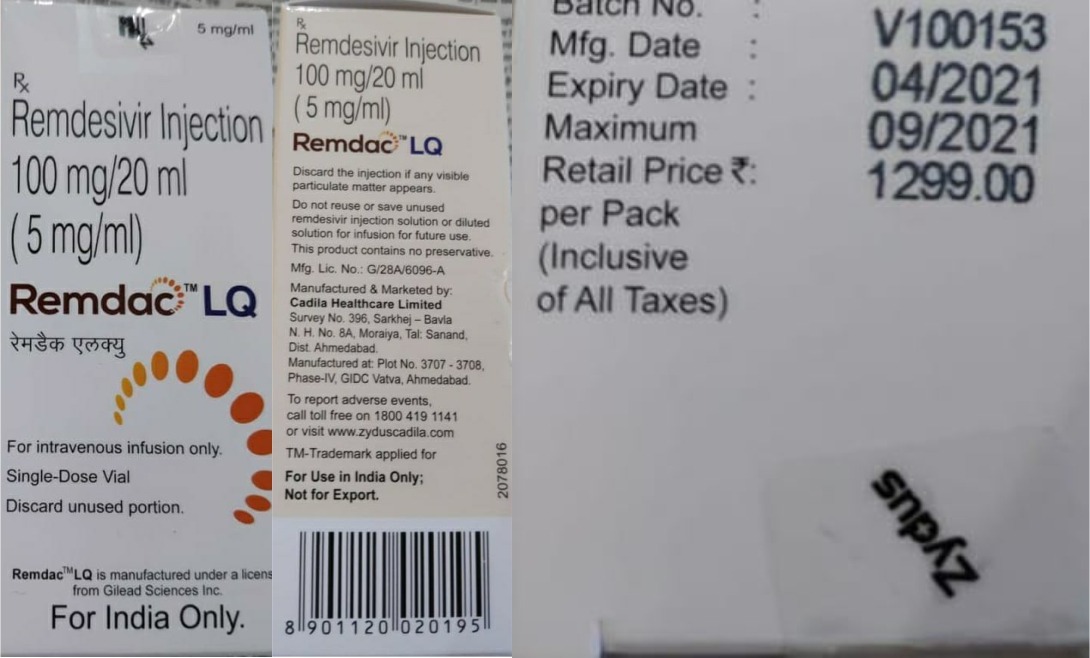 5 mg/ml
Rx
Remdesivir Injection
100 mg/20 ml
( 5 mg/ml)
Remdac™ LQ
रेमडैक एलक्यु
For intravenous infusion only.
Single-Dose Vial
Discard unused portion.
Remdac™LQ is manufactured under a licens
from Gilead Sciences Inc.
For India Only.
Rx
Remdesivir Injection
100 mg/20 ml
( 5 mg/ml)
Remdac™ LQ
Discard the injection if any visible
particulate matter appears.
Do not reuse or save unused
remdesivir injection solution or diluted
solution for infusion for future use.
This product contains no preservative.
Mfg. Lic. No.: G/28A/6096-A
Manufactured & Marketed by:
Cadila Healthcare Limited
Survey No. 396, Sarkhej – Bavla
N. H. No. 8A, Moraiya, Tal: Sanand,
Dist. Ahmedabad.
Manufactured at: Plot No. 3707 - 3708,
Phase-IV, GIDC Vatva, Ahmedabad.
To report adverse events,
call toll free on 1800 419 1141
or visit www.zyduscadila.com
TM-Trademark applied for
For Use in India Only;
Not for Export.
2078016
8 901120 020195
Batch No. : V100153
Mfg. Date : 04/2021
Expiry Date : 09/2021
Maximum
Retail Price ₹: 1299.00
per Pack
(Inclusive
of All Taxes)
Zydus